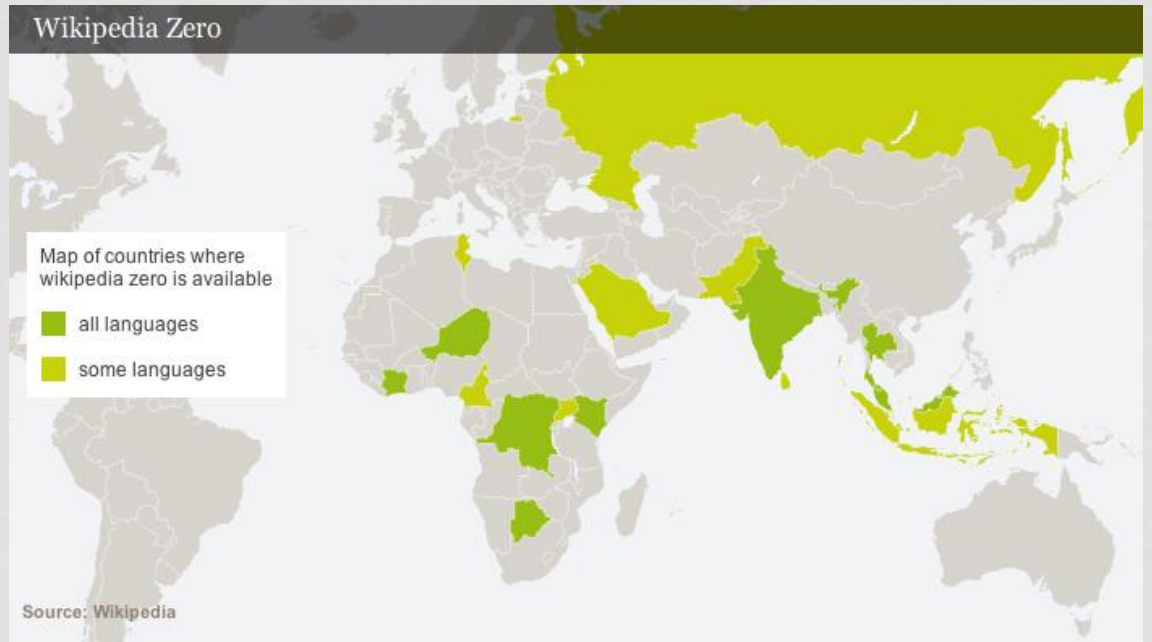 Wikipedia Zero
Map of countries where
wikipedia zero is available
all languages
some languages
Source: Wikipedia